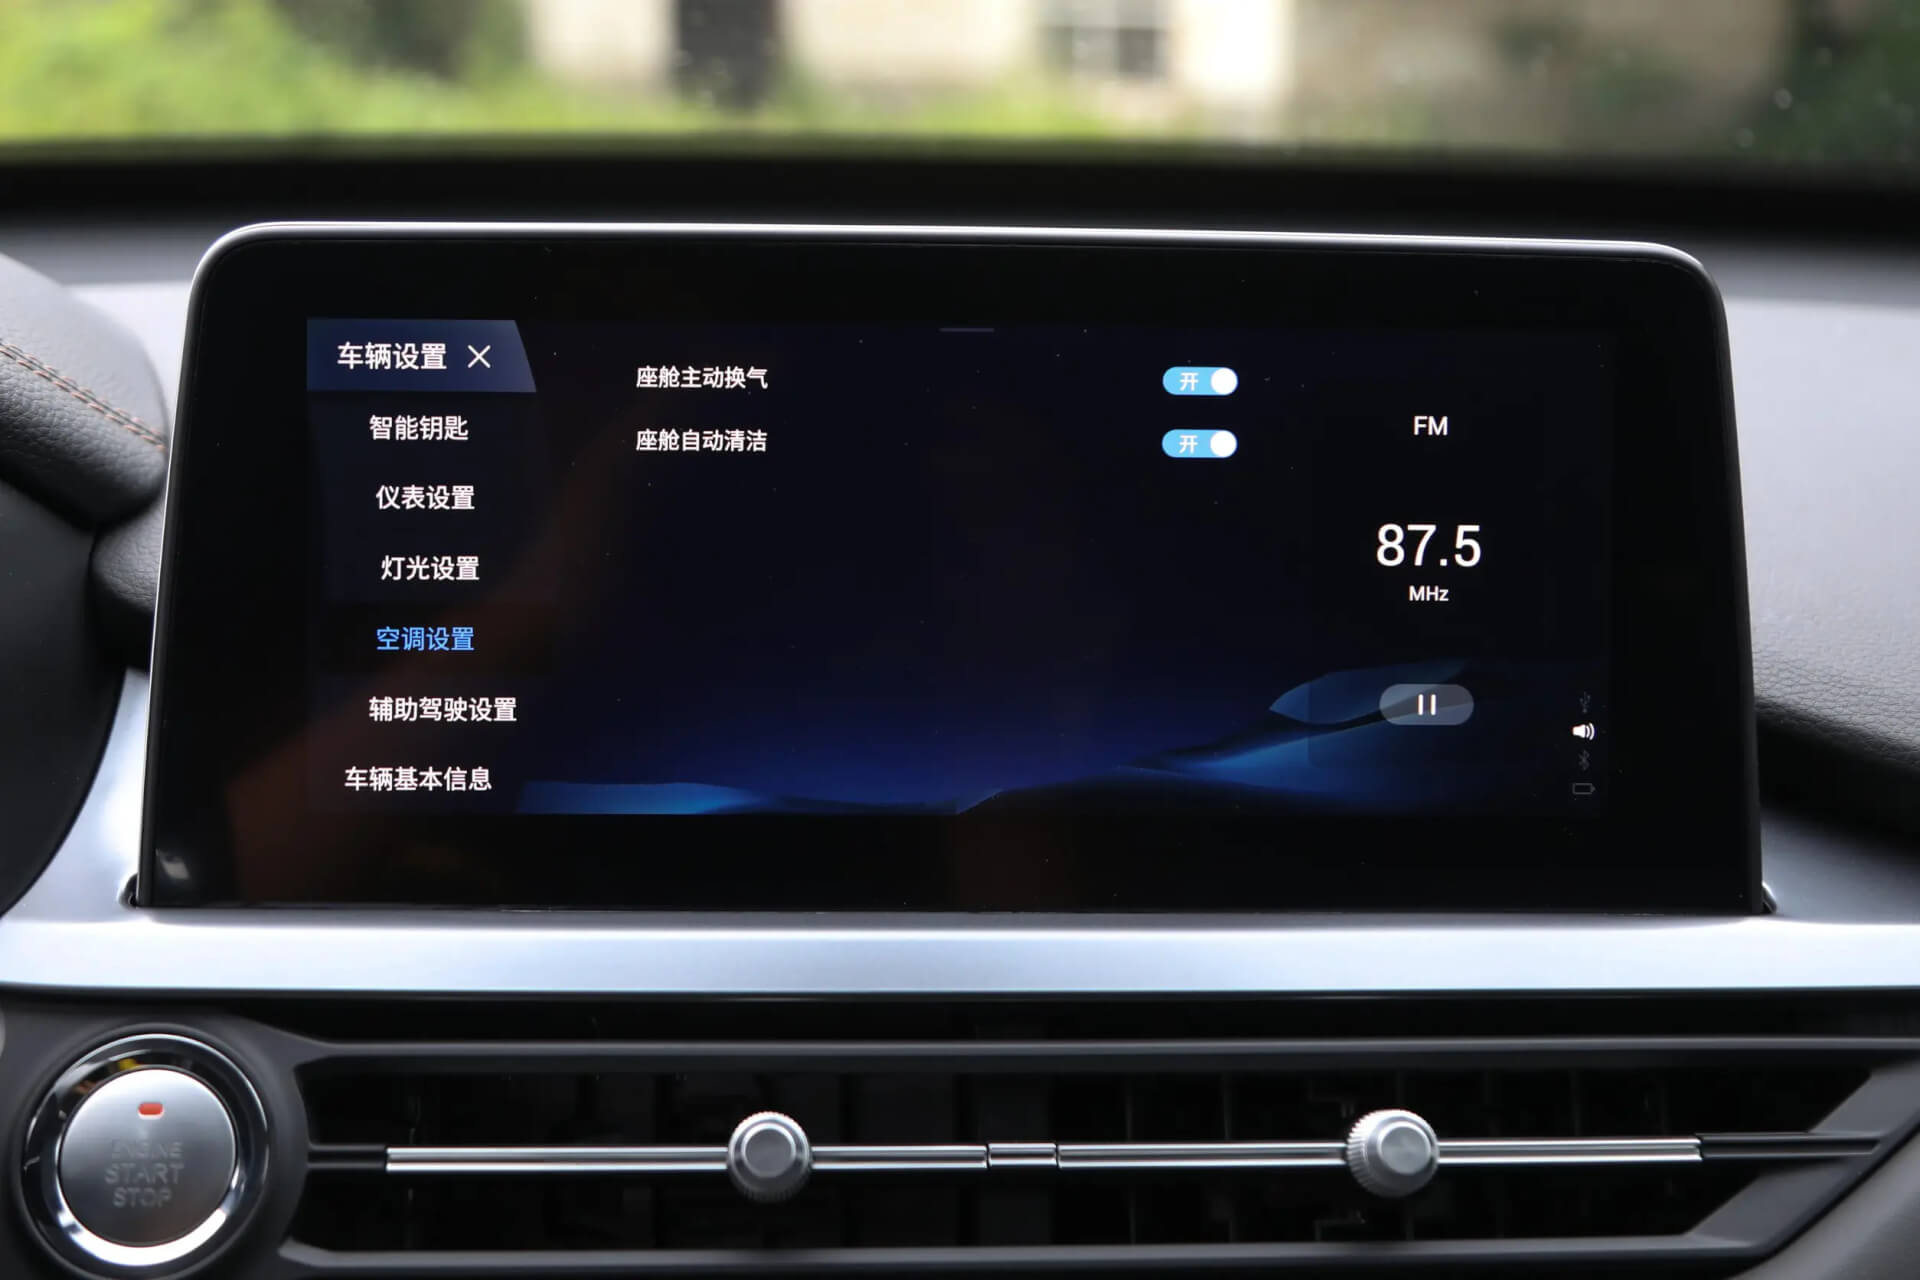 车辆设置
智能钥匙
仪表设置
灯光设置
空调设置
辅助驾驶设置
车辆基本信息
座舱主动换气 开
座舱自动清洁 开
FM
87.5
MHz
ENGINE
START
STOP